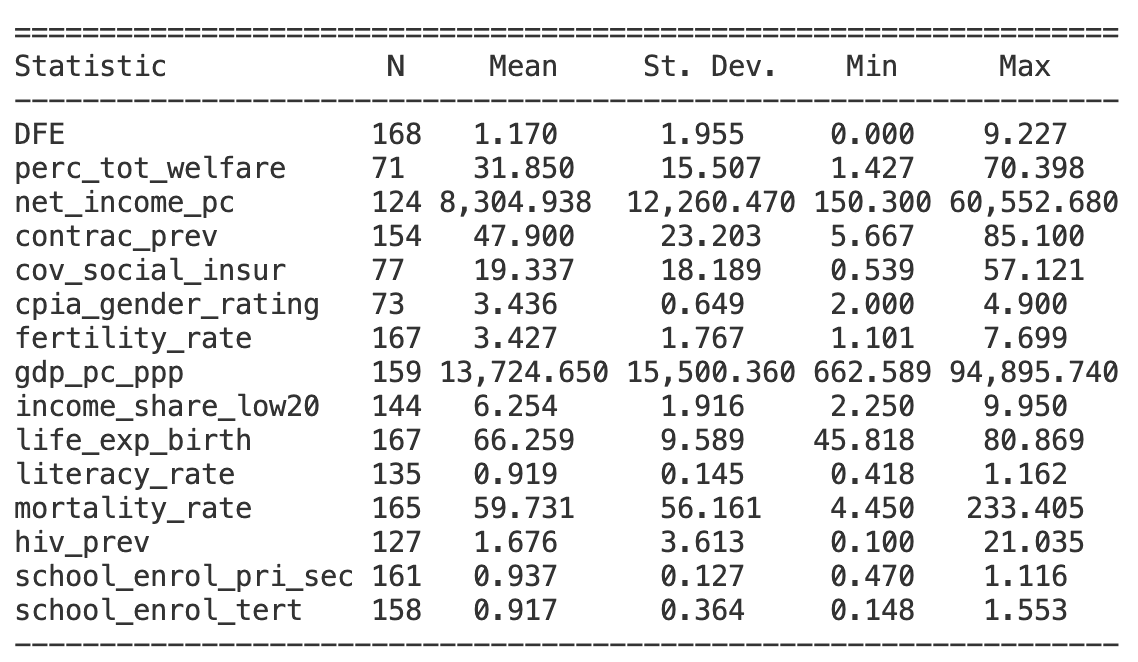 =================================================================
Statistic N Mean St. Dev. Min Max
-----------------------------------------------------------------
DFE 168 1.170 1.955 0.000 9.227
perc_tot_welfare 71 31.850 15.507 1.427 70.398
net_income_pc 124 8,304.938 12,260.470 150.300 60,552.680
contrac_prev 154 47.900 23.203 5.667 85.100
cov_social_insur 77 19.337 18.189 0.539 57.121
cpia_gender_rating 73 3.436 0.649 2.000 4.900
fertility_rate 167 3.427 1.767 1.101 7.699
gdp_pc_ppp 159 13,724.650 15,500.360 662.589 94,895.740
income_share_low20 144 6.254 1.916 2.250 9.950
life_exp_birth 167 66.259 9.589 45.818 80.869
literacy_rate 135 0.919 0.145 0.418 1.162
mortality_rate 165 59.731 56.161 4.450 233.405
hiv_prev 127 1.676 3.613 0.100 21.035
school_enrol_pri_sec 161 0.937 0.127 0.470 1.116
school_enrol_tert 158 0.917 0.364 0.148 1.553
-----------------------------------------------------------------